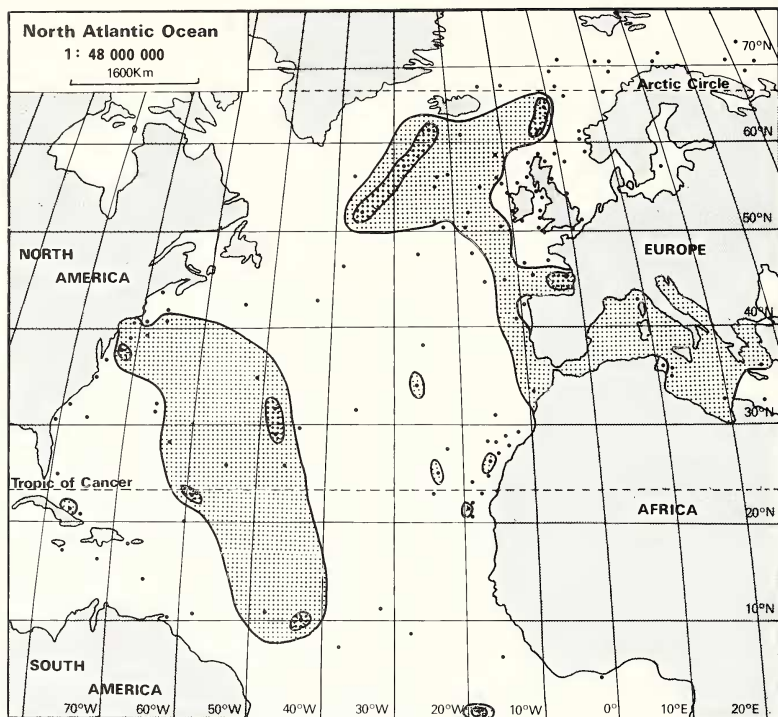 North Atlantic Ocean
1: 48 000 000
1600Km
70°N
Arctic Circle
60°N
50°N
NORTH
AMERICA
EUROPE
40°N
30°N
Tropic of Cancer
AFRICA
20°N
10°N
SOUTH
AMERICA
70°W
60°W
50°W
40°W
30°W
20°W
10°W
0°
10°E
20°E